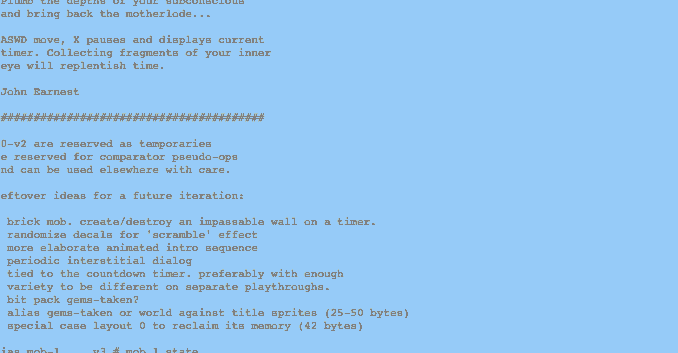 Plumb the depths of your subconscious
and bring back the motherlode...
ASWD move, X pauses and displays current
timer. Collecting fragments of your inner
eye will replentish time.
John Earnest
########################################
0-v2 are reserved as temporaries
e reserved for comparator pseudo-ops
nd can be used elsewhere with care.
eftover ideas for a future iteration:
brick mob. create/destroy an impassable wall on a timer.
randomize decals for 'scramble' effect
more elaborate animated intro sequence
periodic interstitial dialog
tied to the countdown timer. preferably with enough
variety to be different on separate playthroughs.
bit pack gems-taken?
alias gems-taken or world against title sprites (25-50 bytes)
special case layout 0 to reclaim its memory (42 bytes)
ias mob-1 v3 # mob 1 state